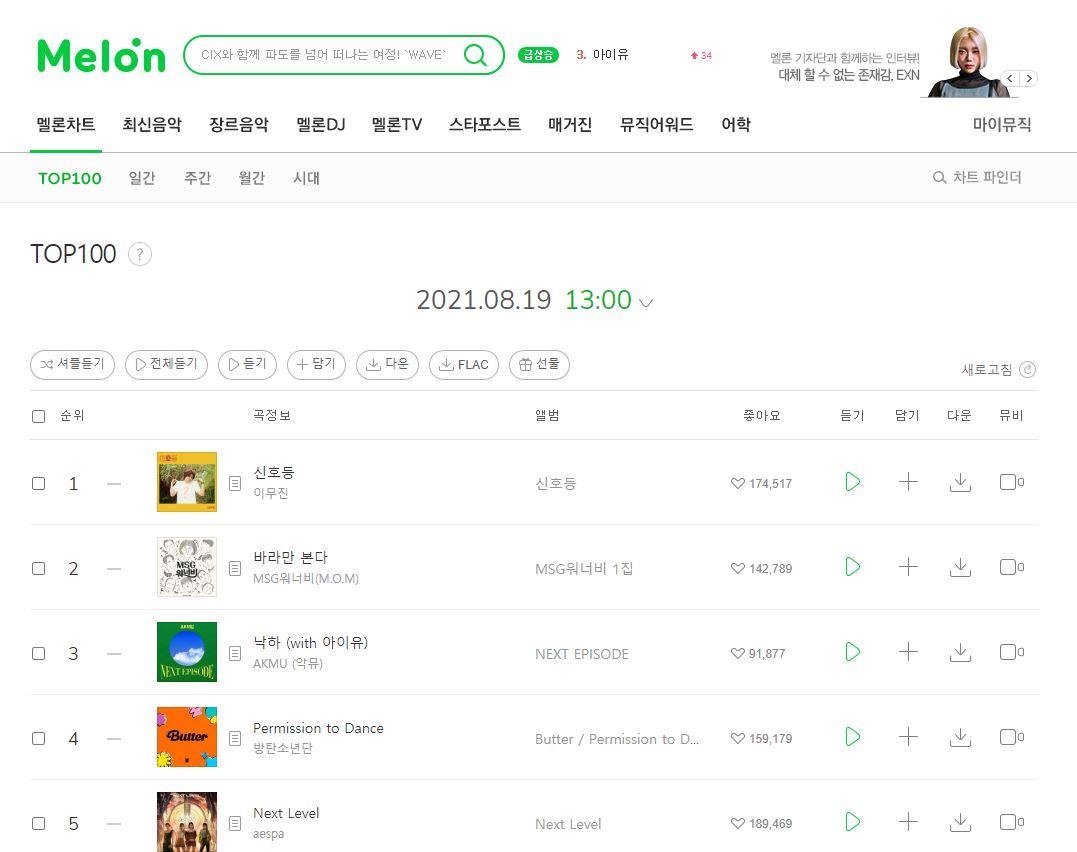 Melon
CIX와 함께 파도를 넘어 떠나는 여정! `WAVE`
급상승
3. 아이유
34
멜론 기자단과 함께하는 인터뷰!
대체 할 수 없는 존재감, EXN
멜론차트 최신음악 장르음악 멜론DJ 멜론TV 스타포스트 매거진 뮤직어워드 어학 마이뮤직
TOP100 일간 주간 월간 시대 차트 파인더
TOP100 ?
2021.08.19 13:00
셔플듣기 전체듣기 듣기 담기 다운 FLAC 선물 새로고침
순위 곡정보 앨범 좋아요 듣기 담기 다운 뮤비
1 신호등 신호등 174,517
이무진
MSG워너비
2 바라만 본다 MSG워너비 1집 142,789
MSG워너비(M.O.M)
AKMU
NEXT EPISODE
3 낙하 (with 아이유) NEXT EPISODE 91,877
AKMU (악뮤)
Butter
4 Permission to Dance Butter / Permission to D... 159,179
방탄소년단
5 Next Level Next Level 189,469
aespa